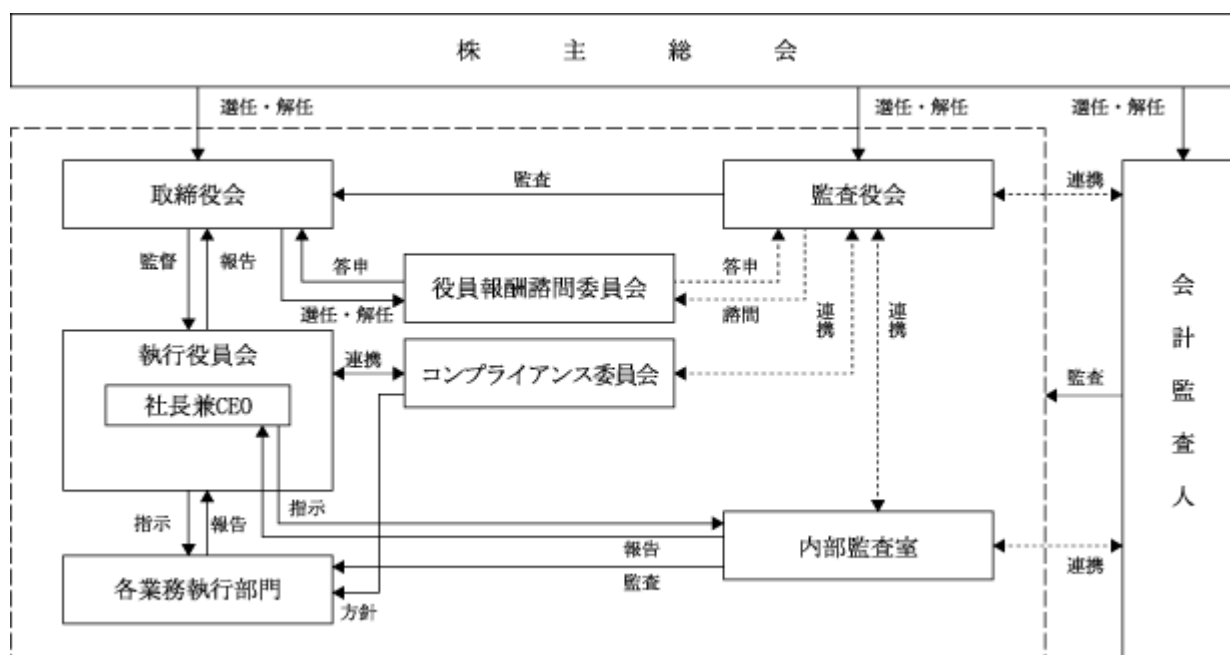 株主総会
選任・解任
選任・解任
選任・解任
取締役会
監査
監査役会
連携
監督
報告
答申
役員報酬諮問委員会
答申
選任・解任
諮問
連携
連携
会計監査人
執行役員会
連携
コンプライアンス委員会
社長兼CEO
監査
指示
報告
指示
報告
内部監査室
連携
各業務執行部門
監査
方針